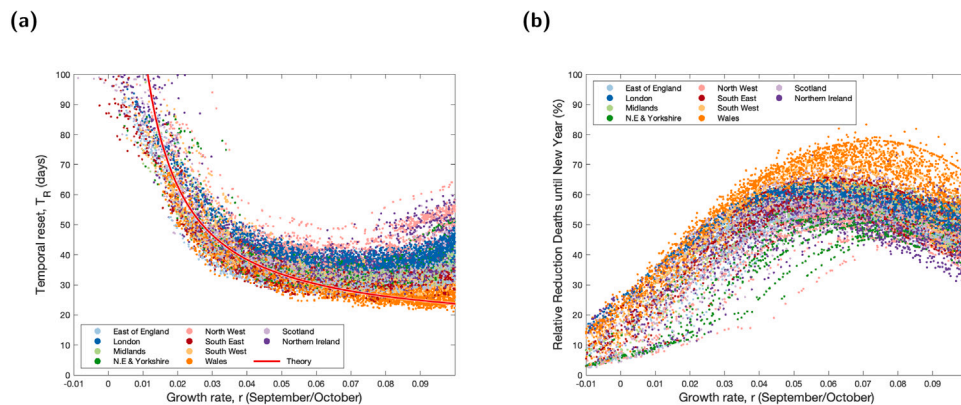 (a)
(b)
100
90
80
70
60
50
40
30
20
10
0
Temporal reset, T_R (days)
East of England
London
Midlands
N.E & Yorkshire
North West
South East
South West
Wales
Scotland
Northern Ireland
Theory
-0.01 0 0.01 0.02 0.03 0.04 0.05 0.06 0.07 0.08 0.09
Growth rate, r (September/October)
100
90
80
70
60
50
40
30
20
10
0
Relative Reduction Deaths until New Year (%)
East of England
London
Midlands
N.E & Yorkshire
North West
South East
South West
Wales
Scotland
Northern Ireland
-0.01 0 0.01 0.02 0.03 0.04 0.05 0.06 0.07 0.08 0.09
Growth rate, r (September/October)